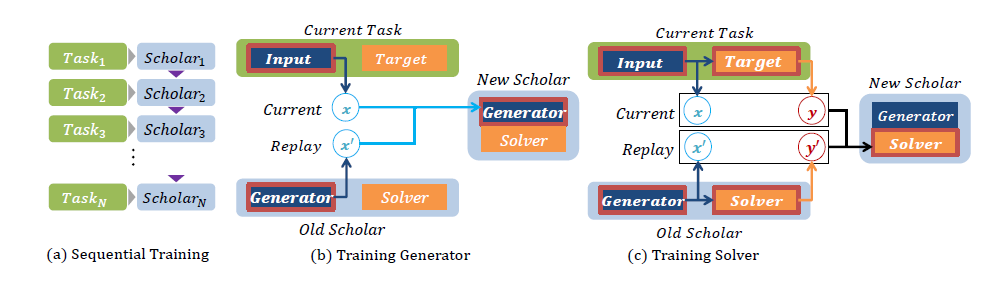 Task1 Scholar1
Task2 Scholar2
Task3 Scholar3
⋮
TaskN ScholarN
(a) Sequential Training
Current Task
Input Target
New Scholar
Current x
Generator
Replay x′
Solver
Generator Solver
Old Scholar
(b) Training Generator
Current Task
Input Target
New Scholar
Current x y
Generator
Replay x′ y′
Solver
Generator Solver
Old Scholar
(c) Training Solver